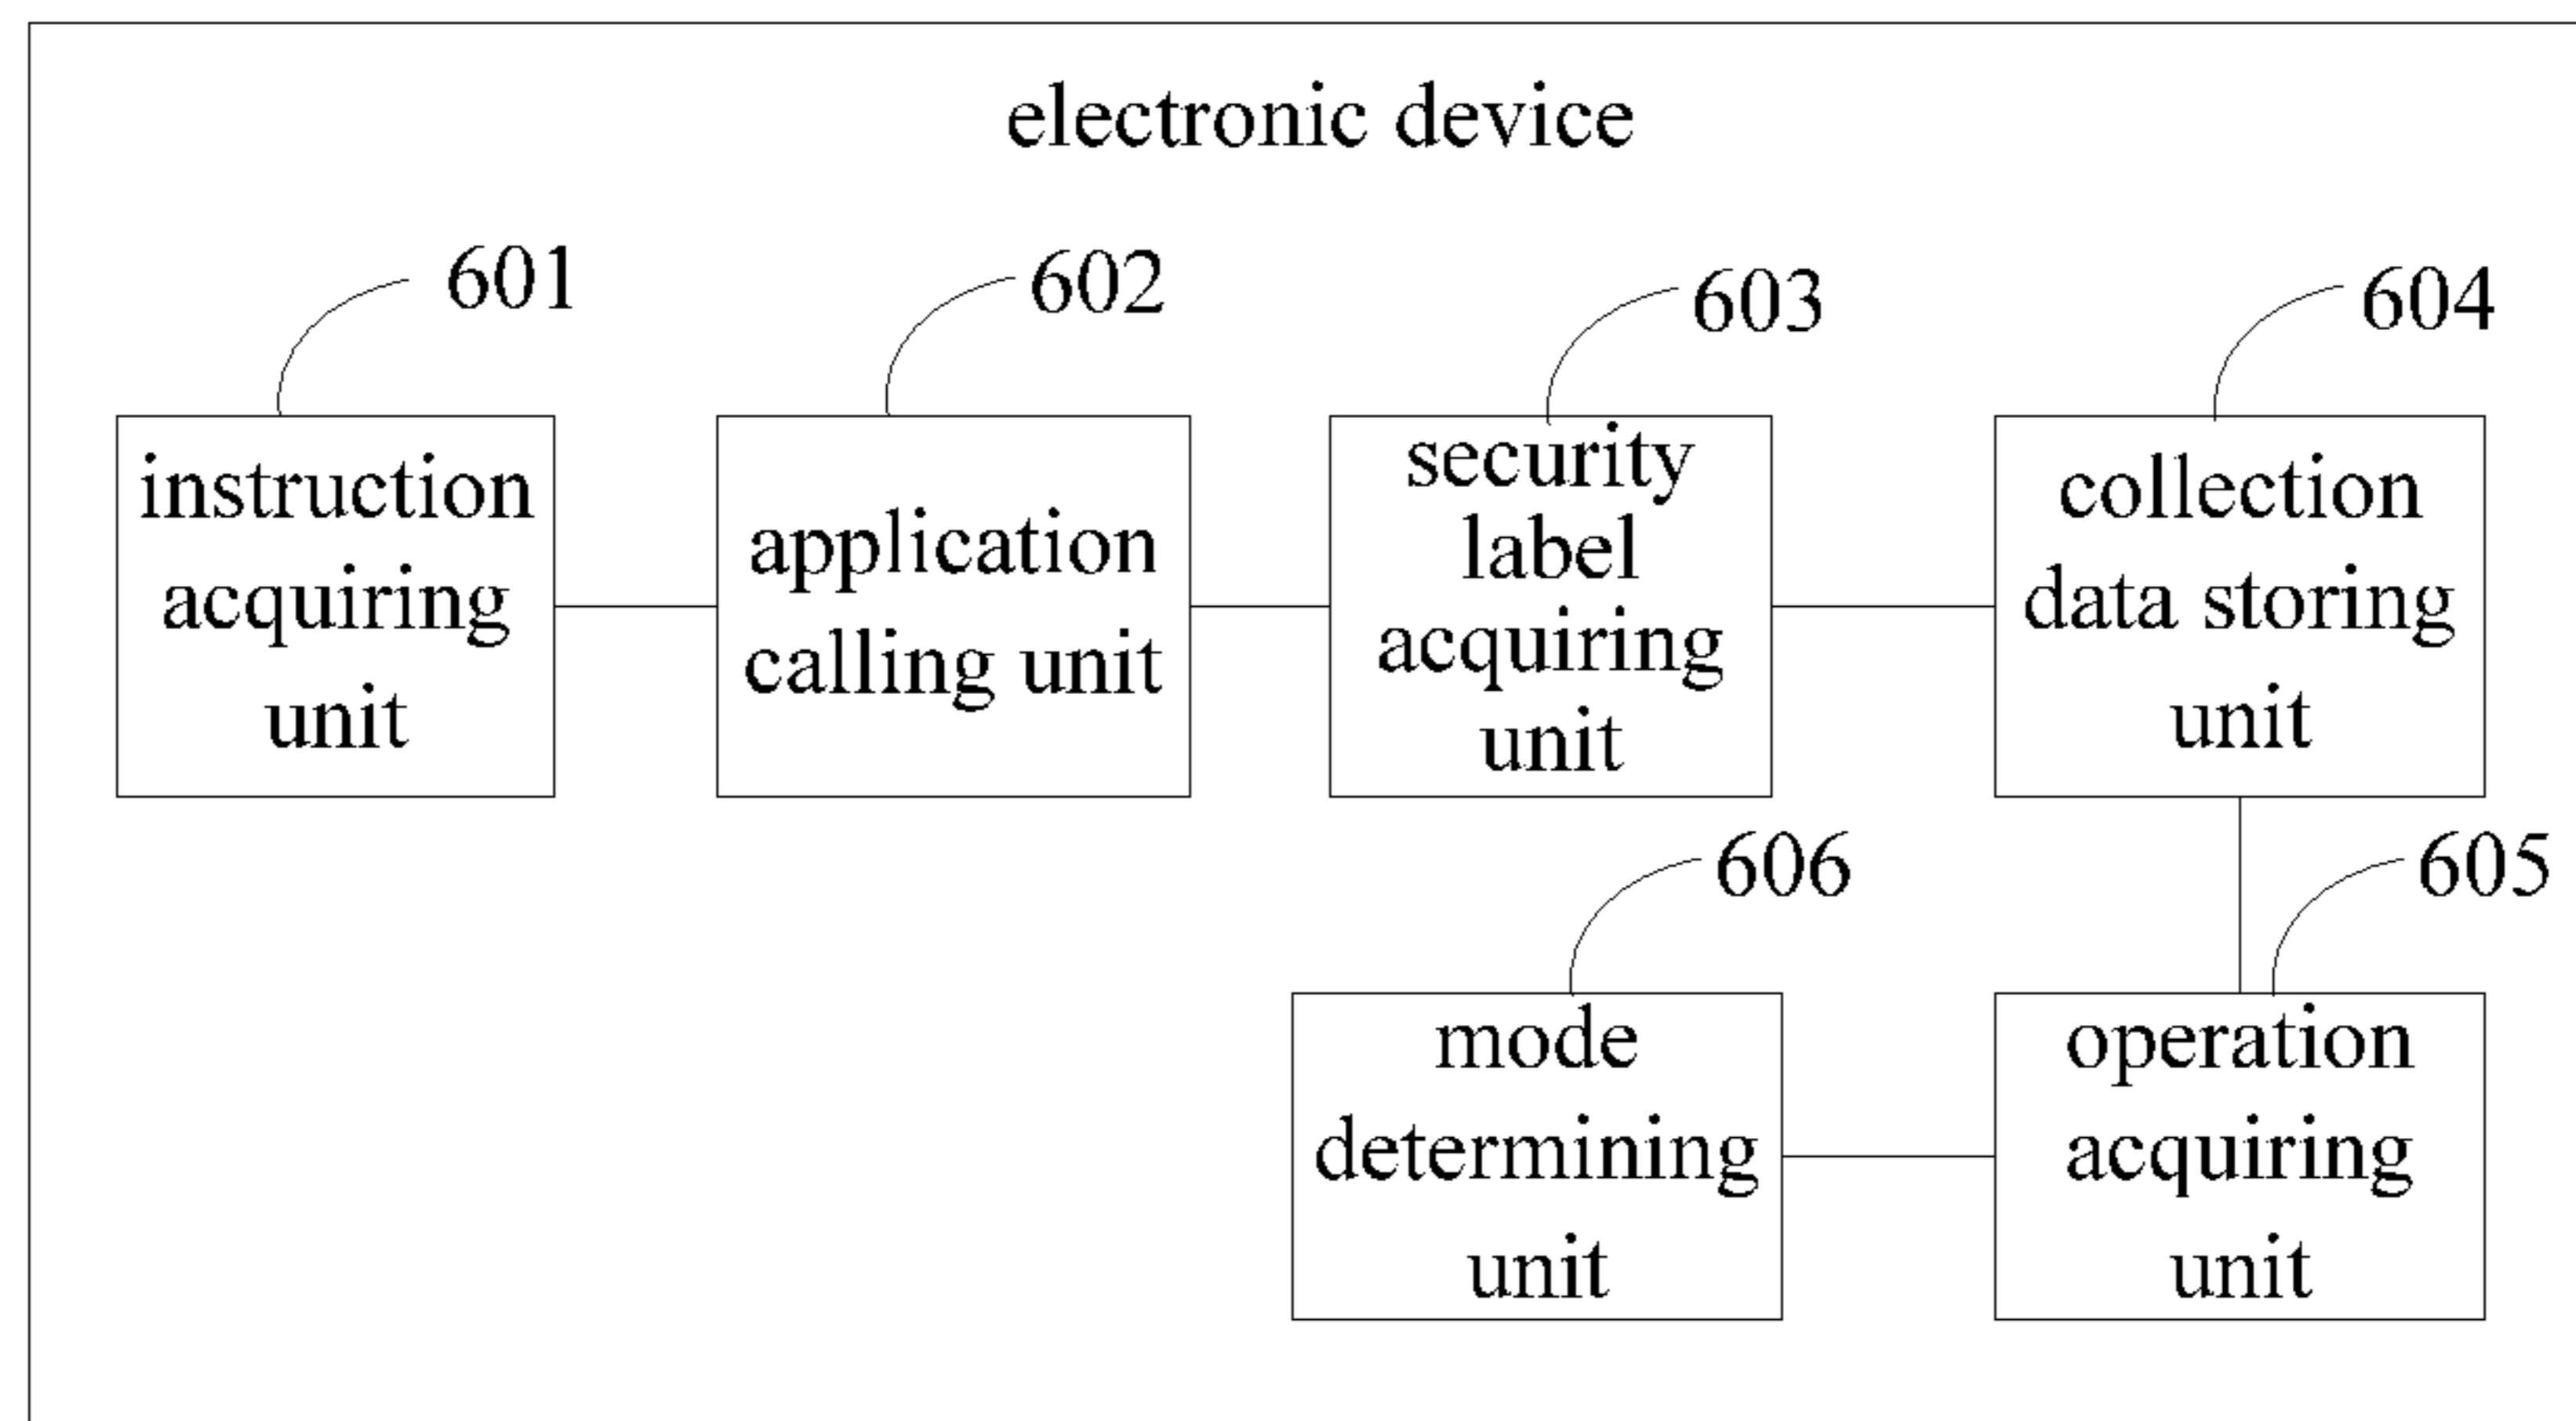 electronic device
601
602
603
604
instruction
acquiring
unit
application
calling unit
security
label
acquiring
unit
collection
data storing
unit
606
605
mode
determining
unit
operation
acquiring
unit